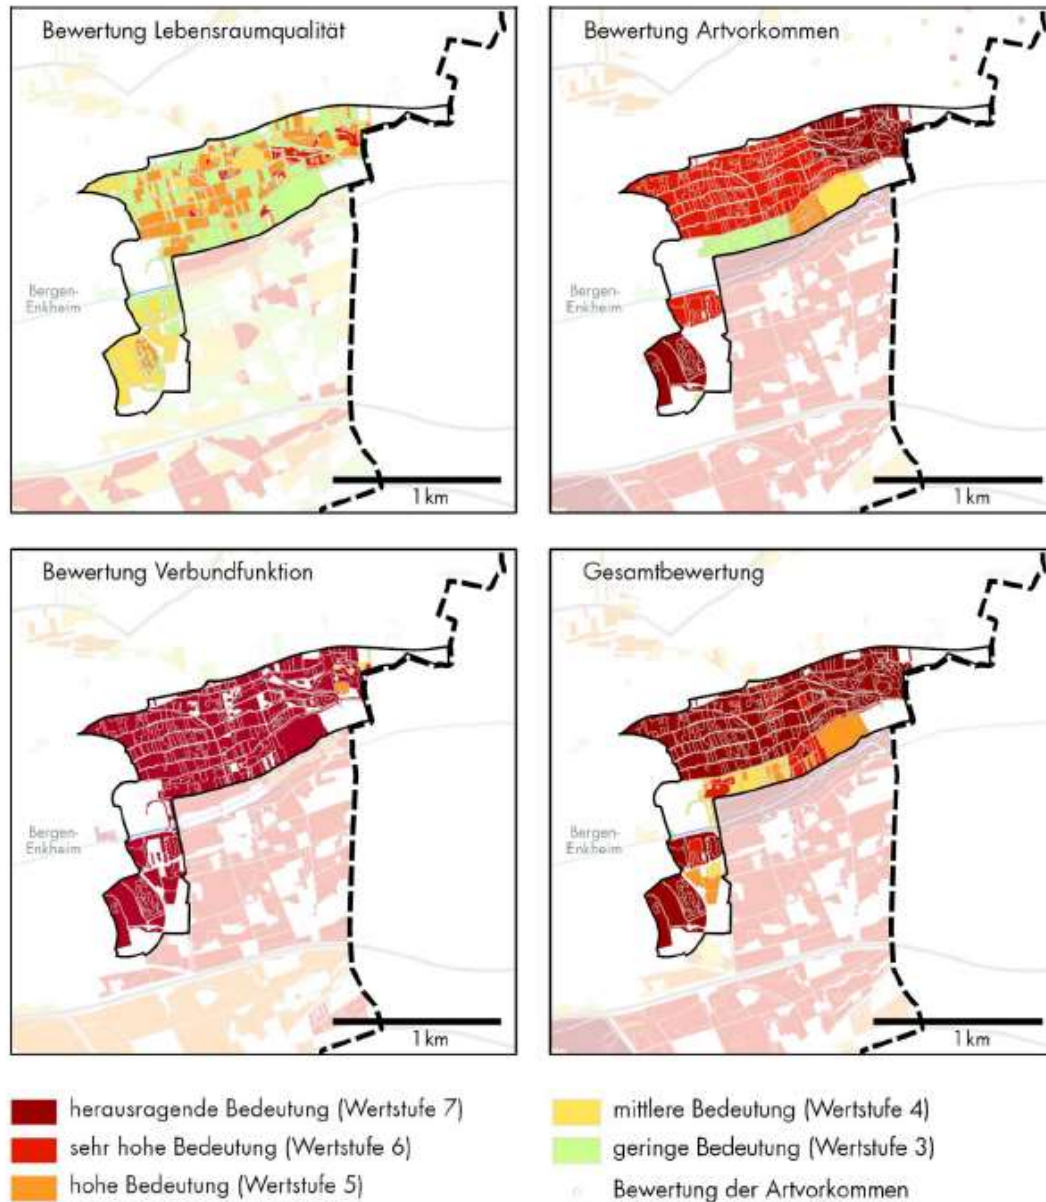 Bewertung Lebensraumqualität
Bergen-
Enkheim
1 km
Bewertung Artvorkommen
Bergen-
Enkheim
1 km
Bewertung Verbundfunktion
Bergen-
Enkheim
1 km
Gesamtbewertung
Bergen-
Enkheim
1 km
herausragende Bedeutung (Wertstufe 7)
sehr hohe Bedeutung (Wertstufe 6)
hohe Bedeutung (Wertstufe 5)
mittlere Bedeutung (Wertstufe 4)
geringe Bedeutung (Wertstufe 3)
Bewertung der Artvorkommen